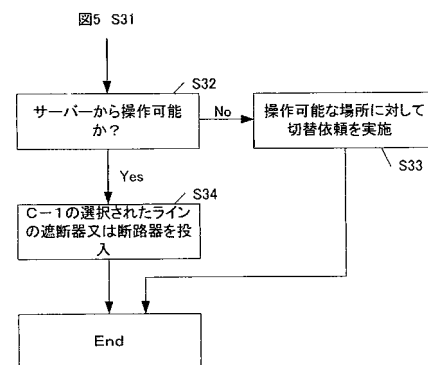 図5 S31
S32
サーバーから操作可能
か？
No
操作可能な場所に対して
切替依頼を実施
S33
Yes
S34
C－1の選択されたライン
の遮断器又は断路器を投
入
End